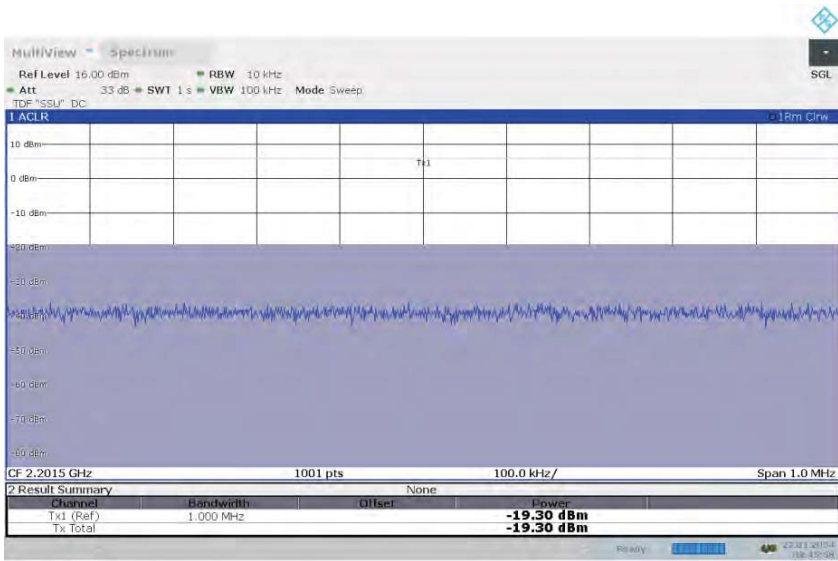 MultiView Spectrum
Ref Level 16.00 dBm RBW 10 kHz SGL
Att 33 dB SWT 1 s VBW 100 kHz Mode Sweep
TDF "SSU" DC
1 ACLR 1Rm Clrw
10 dBm
Tx1
0 dBm
-10 dBm
-20 dBm
-30 dBm
-40 dBm
-50 dBm
-60 dBm
-70 dBm
-80 dBm
CF 2.2015 GHz 1001 pts 100.0 kHz/ Span 1.0 MHz
2 Result Summary None
Channel Bandwidth Offset Power
Tx1 (Ref) 1.000 MHz -19.30 dBm
Tx Total -19.30 dBm
Ready